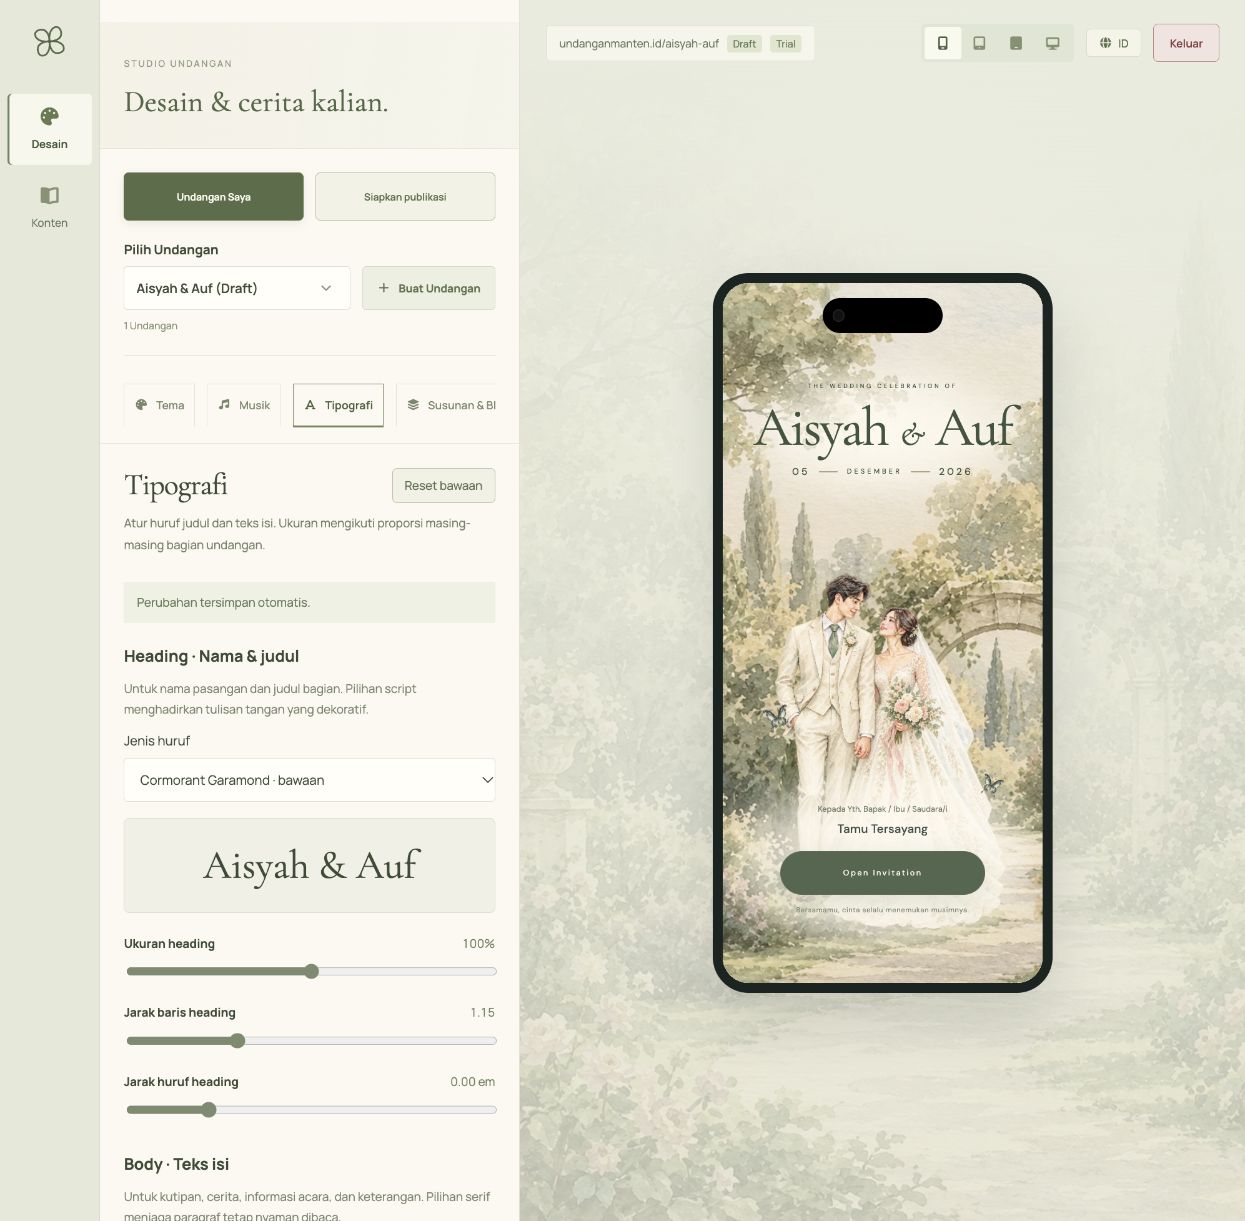 Desain
Konten
STUDIO UNDANGAN
Desain & cerita kalian.
Undangan Saya
Siapkan publikasi
Pilih Undangan
Aisyah & Auf (Draft)
+ Buat Undangan
1 Undangan
Tema
Musik
A Tipografi
Susunan & Bl
Tipografi
Reset bawaan
Atur huruf judul dan teks isi. Ukuran mengikuti proporsi masing-
masing bagian undangan.
Perubahan tersimpan otomatis.
Heading · Nama & judul
Untuk nama pasangan dan judul bagian. Pilihan script
menghadirkan tulisan tangan yang dekoratif.
Jenis huruf
Cormorant Garamond · bawaan
Aisyah & Auf
Ukuran heading 100%
Jarak baris heading 1.15
Jarak huruf heading 0.00 em
Body · Teks isi
Untuk kutipan, cerita, informasi acara, dan keterangan. Pilihan serif
menjaga paragraf tetap nyaman dibaca.
undanganmanten.id/aisyah-auf Draft Trial
ID
Keluar
THE WEDDING CELEBRATION OF
Aisyah & Auf
05 — DESEMBER — 2026
Kepada Yth. Bapak / Ibu / Saudara/i
Tamu Tersayang
Open Invitation
Bersamamu, cinta selalu menemukan musimnya.